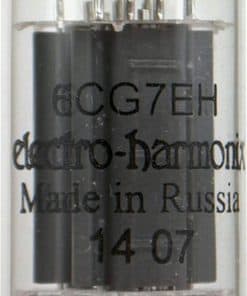 6CG7EH
electro-harmonix
Made in Russia
14 07